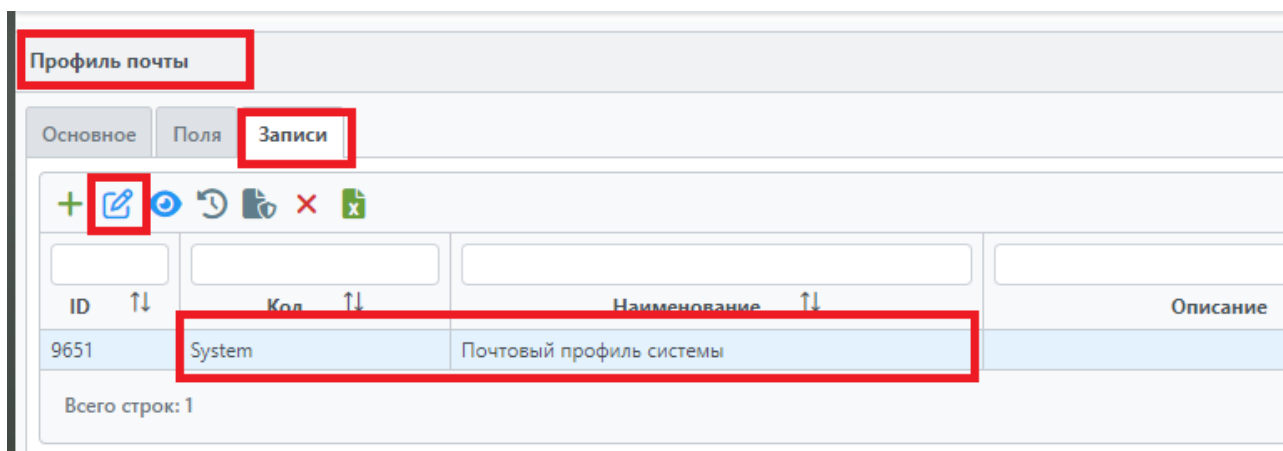 Профиль почты
Основное Поля Записи
ID Код Наименование Описание
9651 System Почтовый профиль системы
Всего строк: 1